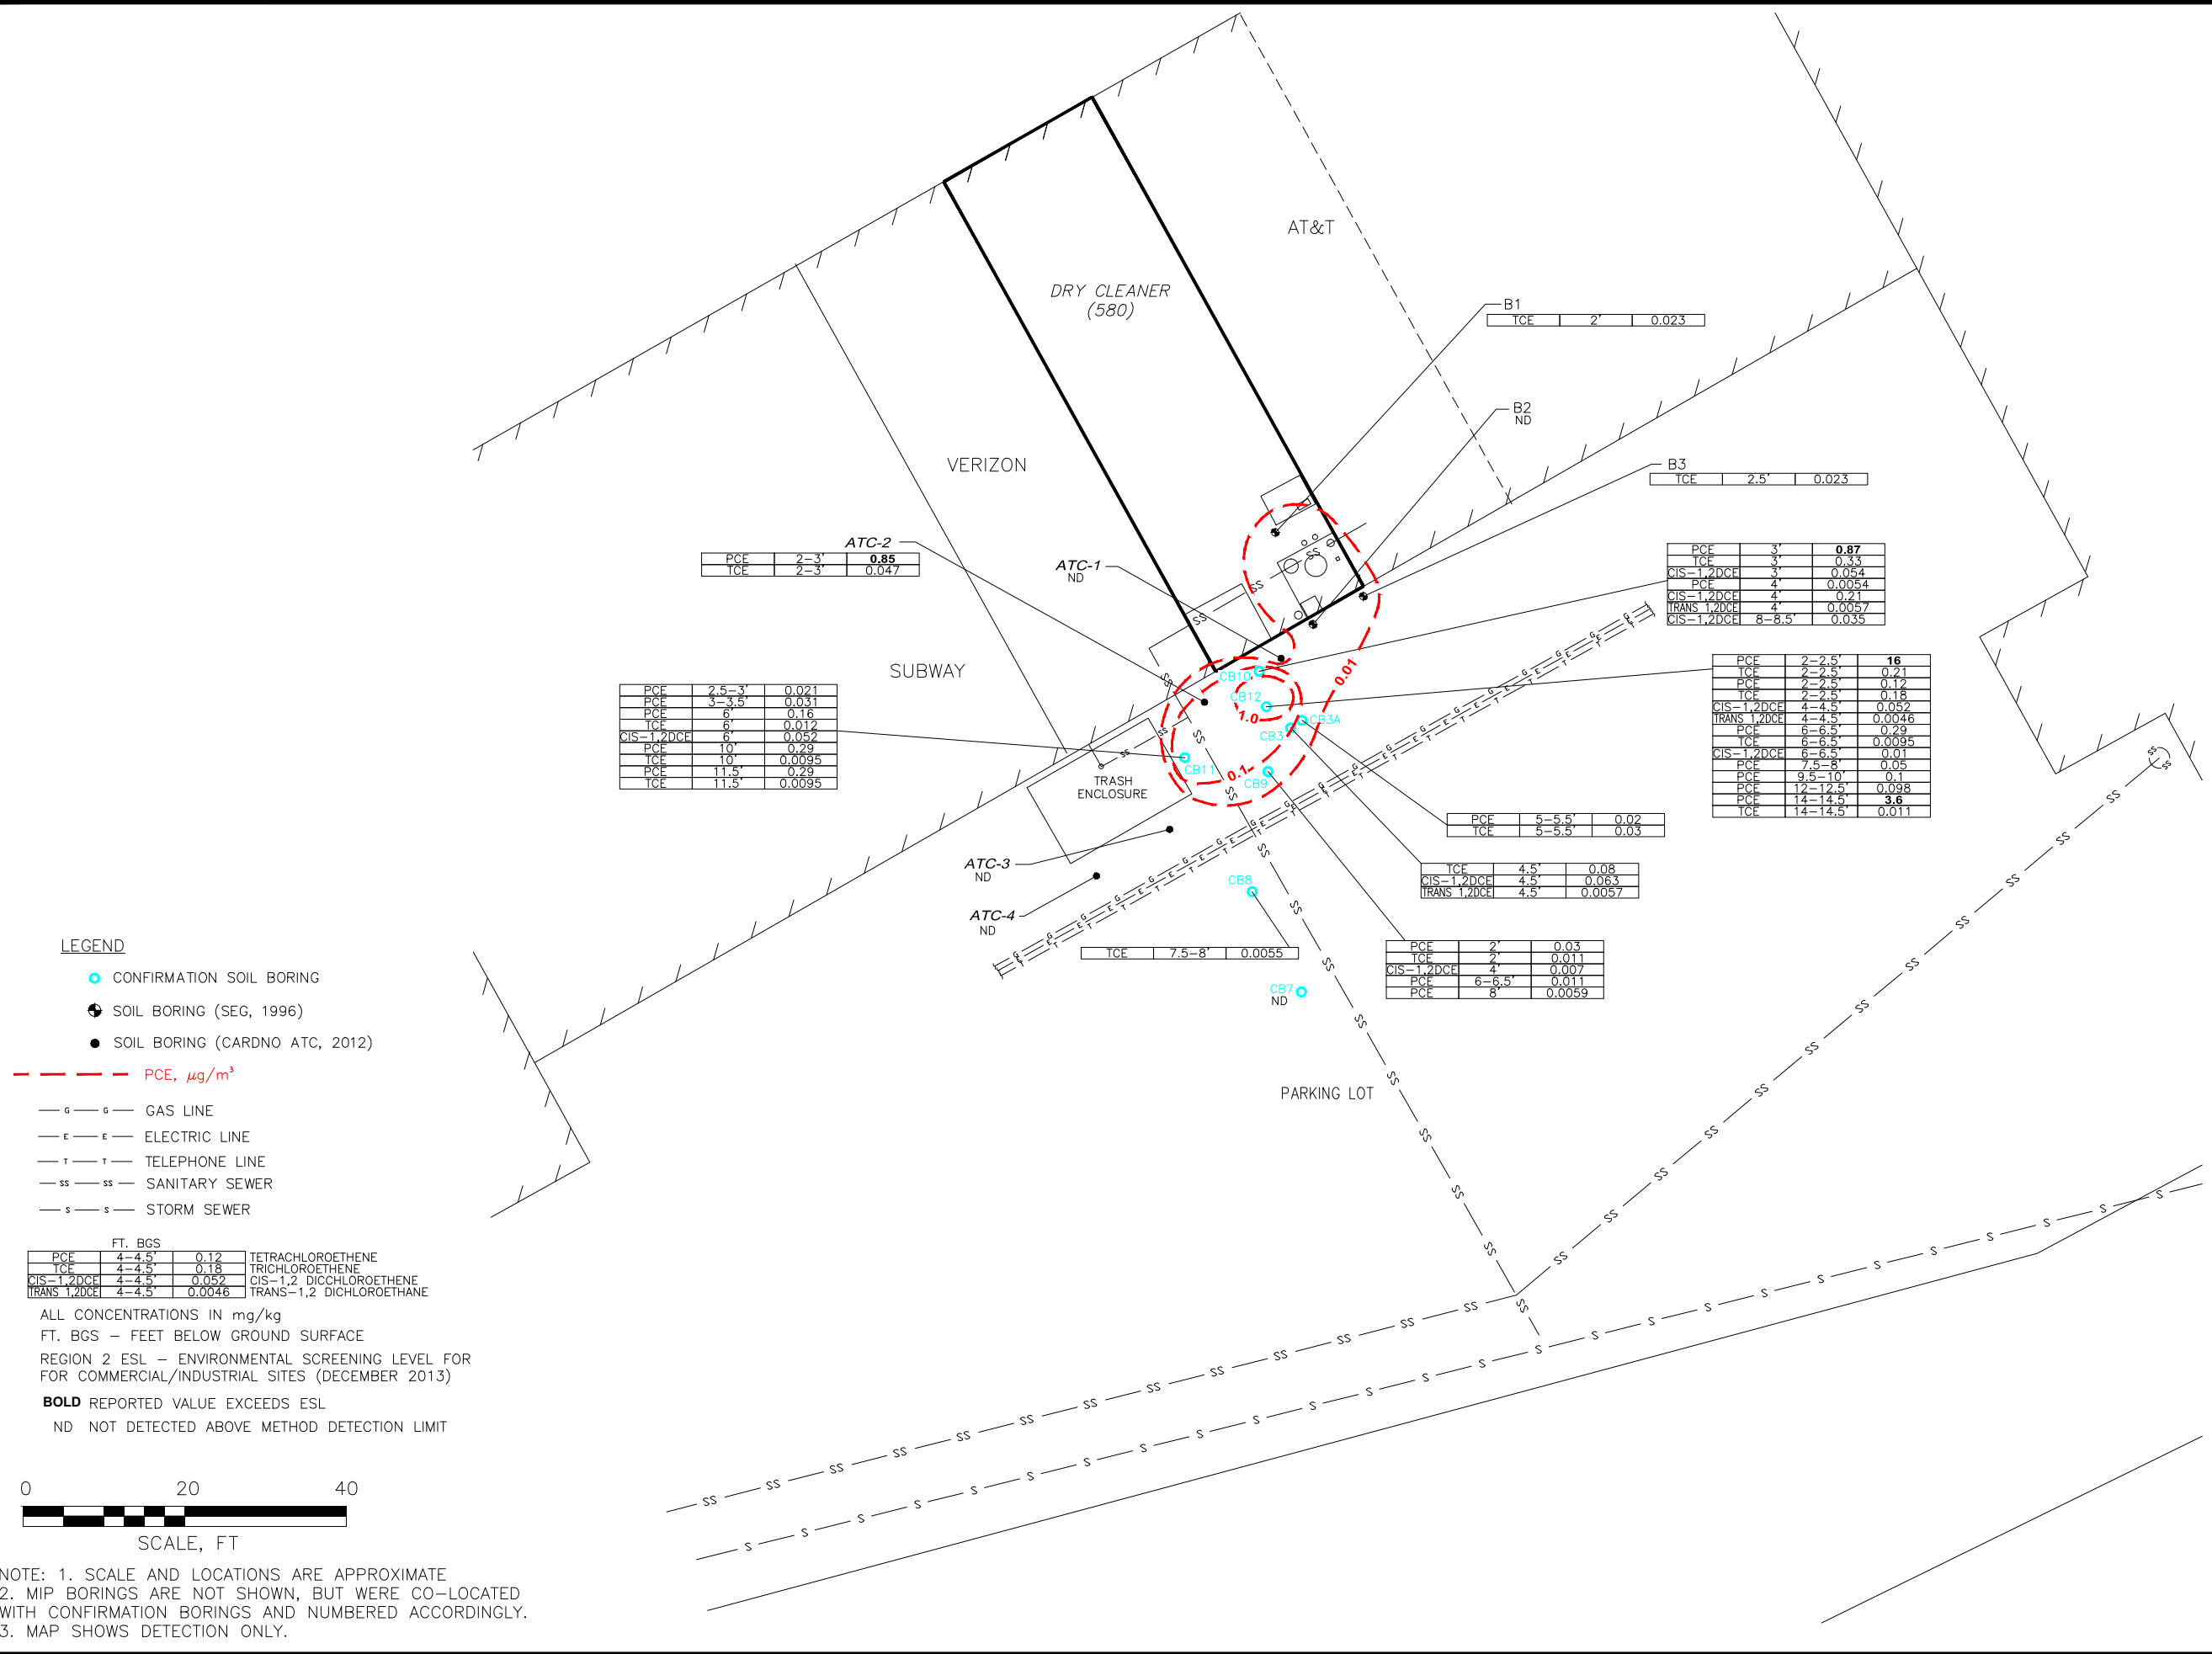 AT&T
DRY CLEANER
(580)
B1
TCE 2' 0.023
B2
ND
VERIZON
B3
TCE 2.5' 0.023
ATC-2
PCE 2-3' 0.85
TCE 2-3' 0.047
ATC-1
ND
PCE 3' 0.87
TCE 3' 0.33
CIS-1,2DCE 3' 0.054
PCE 4' 0.0054
CIS-1,2DCE 4' 0.21
TRANS 1,2DCE 4' 0.0057
CIS-1,2DCE 8-8.5' 0.035
SUBWAY
PCE 2-2.5' 16
TCE 2-2.5' 0.21
PCE 2-2.5' 0.12
TCE 2-2.5' 0.18
CIS-1,2DCE 4-4.5' 0.052
TRANS 1,2DCE 4-4.5' 0.0046
PCE 6-6.5' 0.29
TCE 6-6.5' 0.0095
CIS-1,2DCE 6-6.5' 0.01
PCE 7.5-8' 0.05
PCE 9.5-10' 0.1
PCE 12-12.5' 0.098
PCE 14-14.5' 3.6
TCE 14-14.5' 0.011
PCE 2.5-3' 0.021
PCE 3-3.5' 0.031
PCE 6' 0.16
TCE 6' 0.012
CIS-1,2DCE 6' 0.052
PCE 10' 0.29
TCE 10' 0.0095
PCE 11.5' 0.29
TCE 11.5' 0.0095
CB10
CB12
1.0
0.01
CB3A
CB3
CB11
0.1
CB9
TRASH
ENCLOSURE
PCE 5-5.5' 0.02
TCE 5-5.5' 0.03
ATC-3
ND
TCE 4.5' 0.08
CIS-1,2DCE 4.5' 0.063
TRANS 1,2DCE 4.5' 0.0057
CB8
ATC-4
ND
TCE 7.5-8' 0.0055
PCE 2' 0.03
TCE 2' 0.011
CIS-1,2DCE 4' 0.007
PCE 6-6.5' 0.011
PCE 8' 0.0059
CB7
ND
PARKING LOT
LEGEND
CONFIRMATION SOIL BORING
SOIL BORING (SEG, 1996)
SOIL BORING (CARDNO ATC, 2012)
PCE, μg/m³
G G GAS LINE
E E ELECTRIC LINE
T T TELEPHONE LINE
SS SS SANITARY SEWER
S S STORM SEWER
FT. BGS
PCE 4-4.5' 0.12 TETRACHLOROETHENE
TCE 4-4.5' 0.18 TRICHLOROETHENE
CIS-1,2DCE 4-4.5' 0.052 CIS-1,2 DICCHLOROETHENE
TRANS 1,2DCE 4-4.5' 0.0046 TRANS-1,2 DICHLOROETHANE
ALL CONCENTRATIONS IN mg/kg
FT. BGS - FEET BELOW GROUND SURFACE
REGION 2 ESL - ENVIRONMENTAL SCREENING LEVEL FOR
FOR COMMERCIAL/INDUSTRIAL SITES (DECEMBER 2013)
BOLD REPORTED VALUE EXCEEDS ESL
ND NOT DETECTED ABOVE METHOD DETECTION LIMIT
0 20 40
SCALE, FT
NOTE: 1. SCALE AND LOCATIONS ARE APPROXIMATE
2. MIP BORINGS ARE NOT SHOWN, BUT WERE CO-LOCATED
WITH CONFIRMATION BORINGS AND NUMBERED ACCORDINGLY.
3. MAP SHOWS DETECTION ONLY.